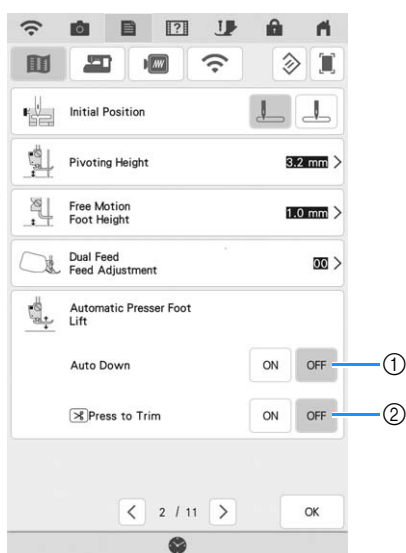 Initial Position
Pivoting Height
3.2 mm >
Free Motion
Foot Height
1.0 mm >
Dual Feed
Feed Adjustment
00 >
Automatic Presser Foot
Lift
Auto Down
ON
OFF
①
Press to Trim
ON
OFF
②
< 2 / 11 >
OK